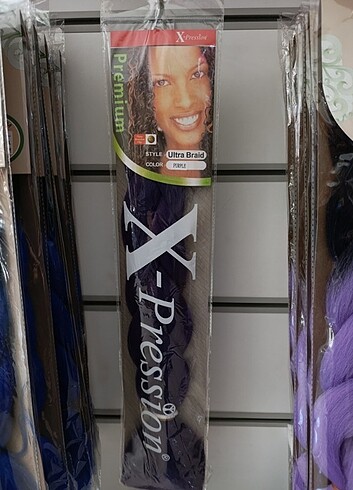 X-Pression
Premium
STYLE Ultra Braid
COLOR PURPLE
X-Pression®